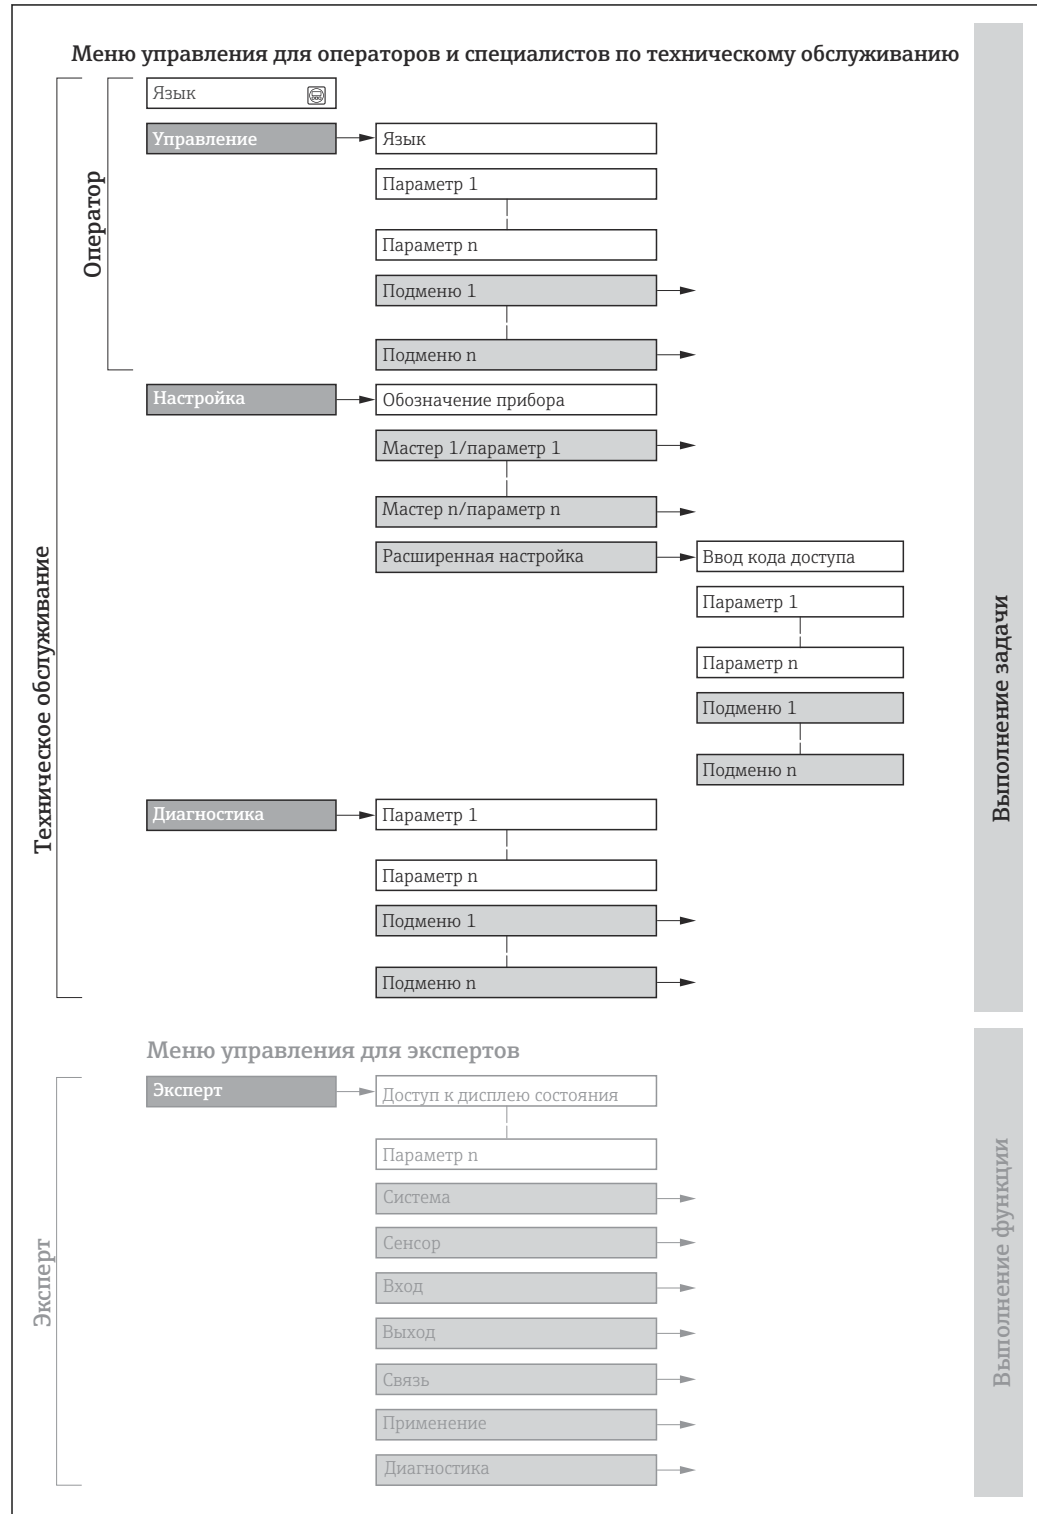 Меню управления для операторов и специалистов по техническому обслуживанию
Язык
Управление
Язык
Параметр 1
Параметр n
Подменю 1
Подменю n
Оператор
Настройка
Обозначение прибора
Мастер 1/параметр 1
Мастер n/параметр n
Расширенная настройка
Ввод кода доступа
Параметр 1
Параметр n
Подменю 1
Подменю n
Диагностика
Параметр 1
Параметр n
Подменю 1
Подменю n
Техническое обслуживание
Выполнение задачи
Меню управления для экспертов
Эксперт
Доступ к дисплею состояния
Параметр n
Система
Сенсор
Вход
Выход
Связь
Применение
Диагностика
Эксперт
Выполнение функции